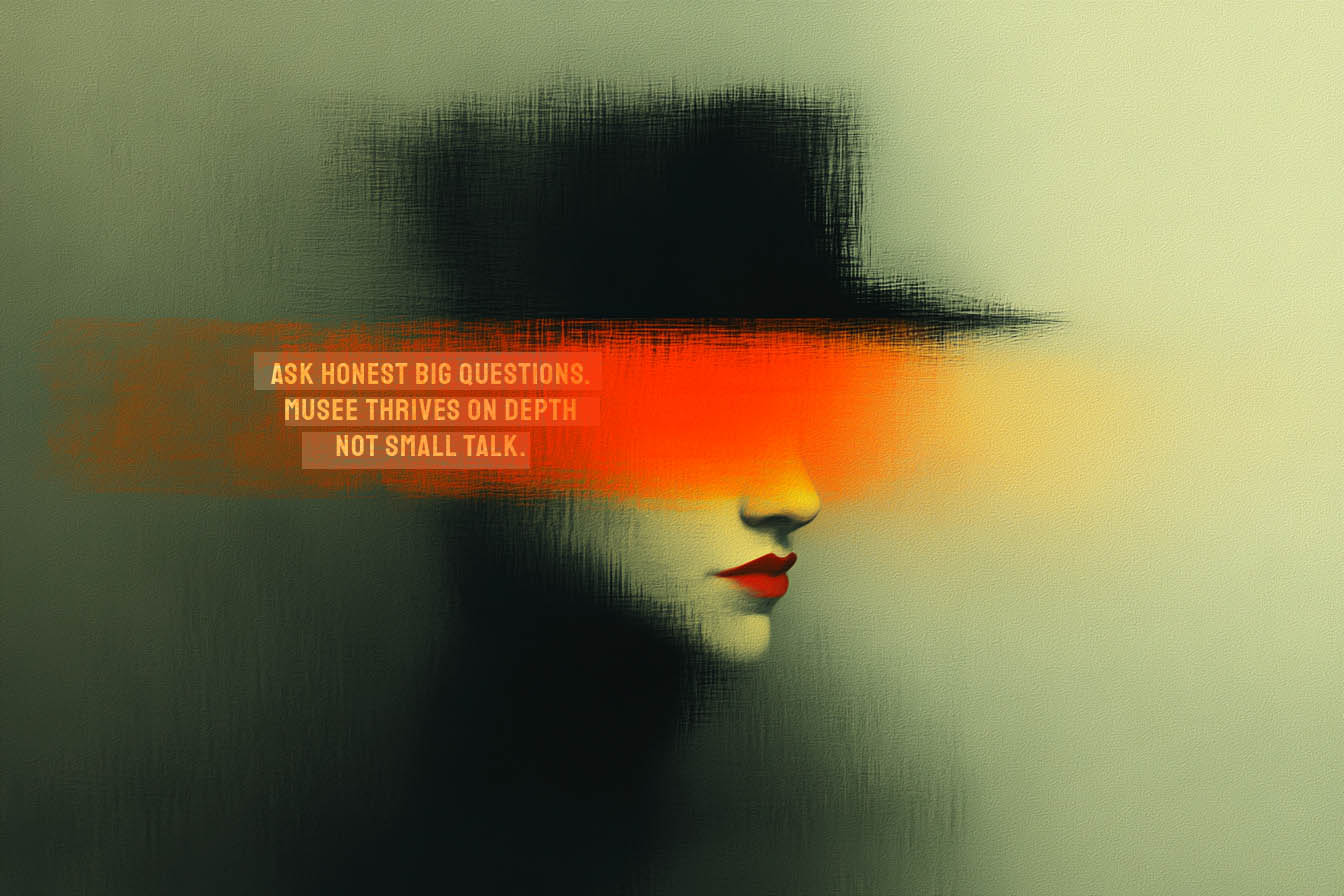 ASK HONEST BIG QUESTIONS.
MUSEE THRIVES ON DEPTH
NOT SMALL TALK.